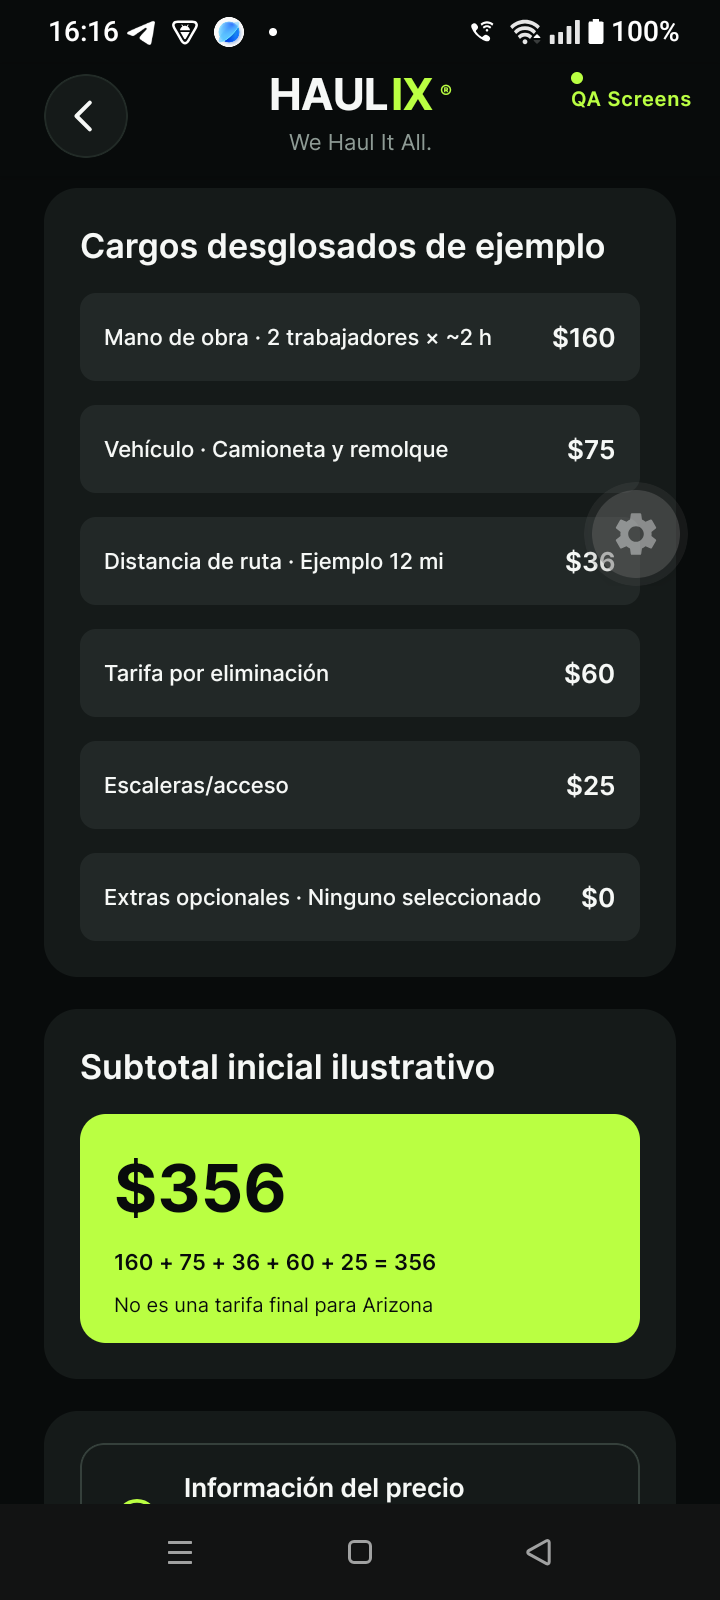 16:16
100%
HAULIX ®
We Haul It All.
QA Screens
Cargos desglosados de ejemplo
Mano de obra · 2 trabajadores × ~2 h $160
Vehículo · Camioneta y remolque $75
Distancia de ruta · Ejemplo 12 mi $36
Tarifa por eliminación $60
Escaleras/acceso $25
Extras opcionales · Ninguno seleccionado $0
Subtotal inicial ilustrativo
$356
160 + 75 + 36 + 60 + 25 = 356
No es una tarifa final para Arizona
Información del precio